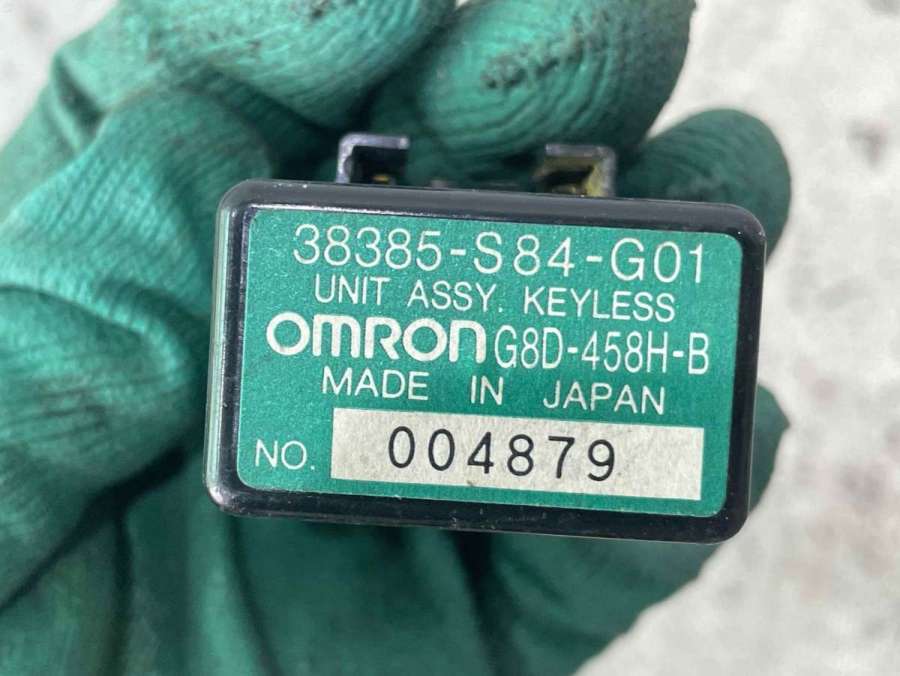 38385-S84-G01
UNIT ASSY. KEYLESS
OMRON G8D-458H-B
MADE IN JAPAN
NO. 004879